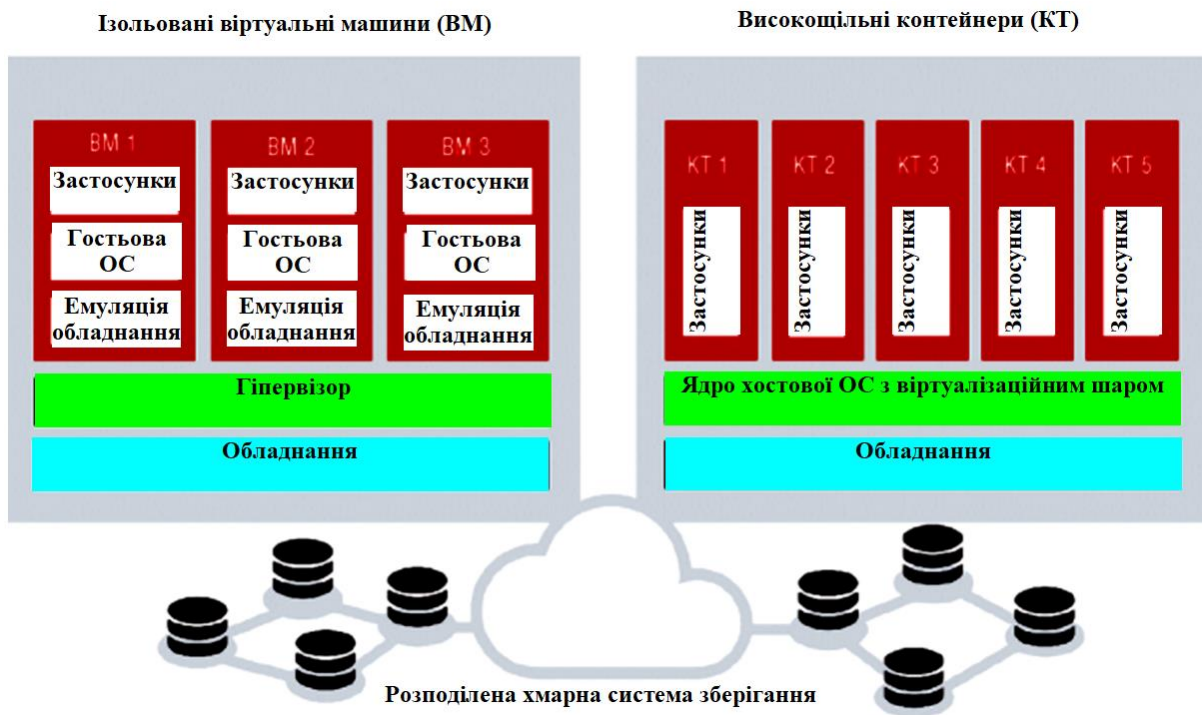 Ізольовані віртуальні машини (ВМ)
Високощільні контейнери (КТ)
ВМ 1
ВМ 2
ВМ 3
Застосунки
Застосунки
Застосунки
Гостьова
ОС
Гостьова
ОС
Гостьова
ОС
Емуляція
обладнання
Емуляція
обладнання
Емуляція
обладнання
Гіпервізор
Обладнання
КТ 1
КТ 2
КТ 3
КТ 4
КТ 5
Застосунки
Застосунки
Застосунки
Застосунки
Застосунки
Ядро хостової ОС з віртуалізаційним шаром
Обладнання
Розподілена хмарна система зберігання